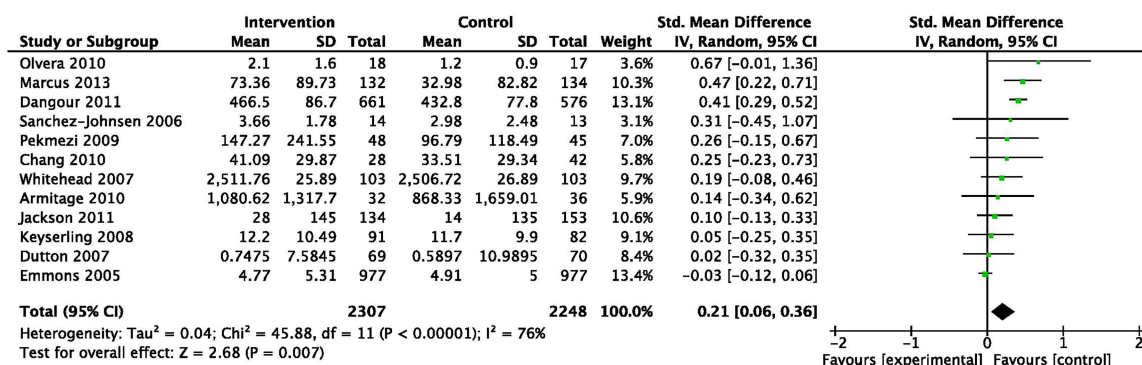 Intervention Control Std. Mean Difference Std. Mean Difference
Study or Subgroup Mean SD Total Mean SD Total Weight IV, Random, 95% CI IV, Random, 95% CI
Olvera 2010 2.1 1.6 18 1.2 0.9 17 3.6% 0.67 [-0.01, 1.36]
Marcus 2013 73.36 89.73 132 32.98 82.82 134 10.3% 0.47 [0.22, 0.71]
Dangour 2011 466.5 86.7 661 432.8 77.8 576 13.1% 0.41 [0.29, 0.52]
Sanchez-Johnsen 2006 3.66 1.78 14 2.98 2.48 13 3.1% 0.31 [-0.45, 1.07]
Pekmezi 2009 147.27 241.55 48 96.79 118.49 45 7.0% 0.26 [-0.15, 0.67]
Chang 2010 41.09 29.87 28 33.51 29.34 42 5.8% 0.25 [-0.23, 0.73]
Whitehead 2007 2,511.76 25.89 103 2,506.72 26.89 103 9.7% 0.19 [-0.08, 0.46]
Armitage 2010 1,080.62 1,317.7 32 868.33 1,659.01 36 5.9% 0.14 [-0.34, 0.62]
Jackson 2011 28 145 134 14 135 153 10.6% 0.10 [-0.13, 0.33]
Keyserling 2008 12.2 10.49 91 11.7 9.9 82 9.1% 0.05 [-0.25, 0.35]
Dutton 2007 0.7475 7.5845 69 0.5897 10.9895 70 8.4% 0.02 [-0.32, 0.35]
Emmons 2005 4.77 5.31 977 4.91 5 977 13.4% -0.03 [-0.12, 0.06]
Total (95% CI) 2307 2248 100.0% 0.21 [0.06, 0.36]
Heterogeneity: Tau² = 0.04; Chi² = 45.88, df = 11 (P < 0.00001); I² = 76%
Test for overall effect: Z = 2.68 (P = 0.007)
-2 -1 0 1 2
Favours [experimental] Favours [control]